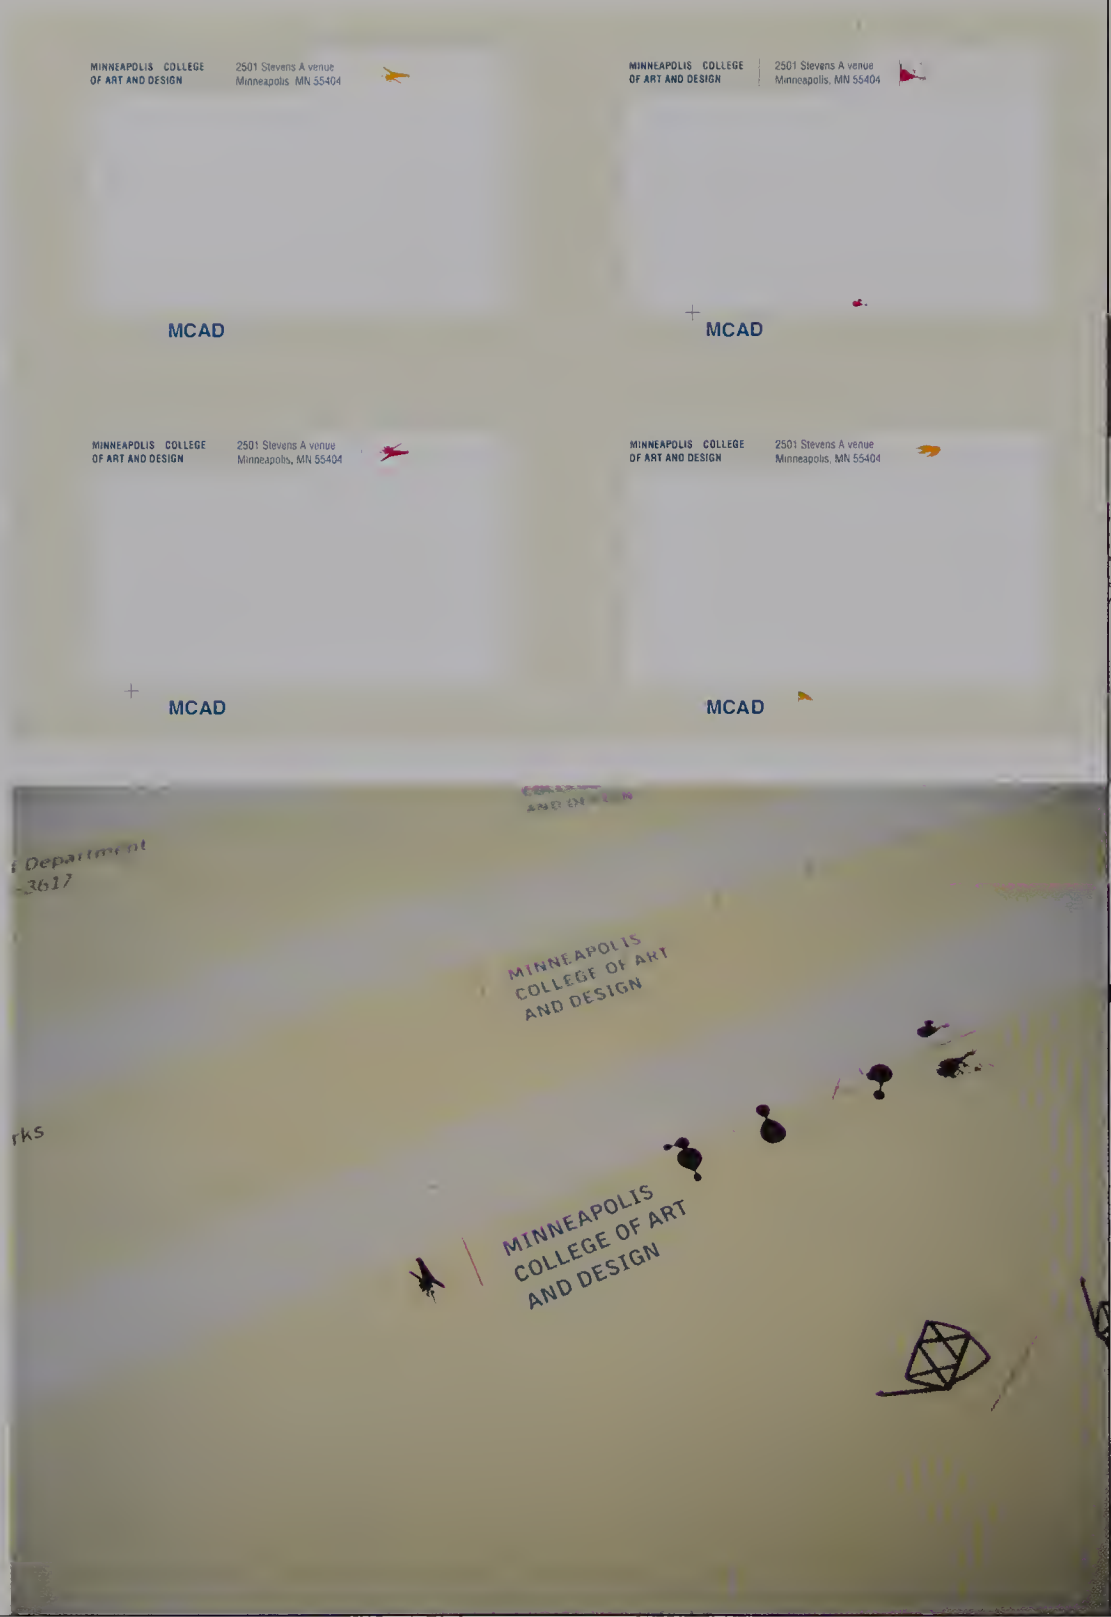 MINNEAPOLIS COLLEGE
OF ART AND DESIGN
2501 Stevens A venue
Minneapolis MN 55404
MCAD
MINNEAPOLIS COLLEGE
OF ART AND DESIGN
2501 Stevens A venue
Minneapolis, MN 55404
MCAD
MINNEAPOLIS COLLEGE
OF ART AND DESIGN
2501 Stevens A venue
Minneapolis, MN 55404
MCAD
MINNEAPOLIS COLLEGE
OF ART AND DESIGN
2501 Stevens A venue
Minneapolis, MN 55404
MCAD
AND DESIGN
Department
-3617
MINNEAPOLIS
COLLEGE OF ART
AND DESIGN
rks
MINNEAPOLIS
COLLEGE OF ART
AND DESIGN